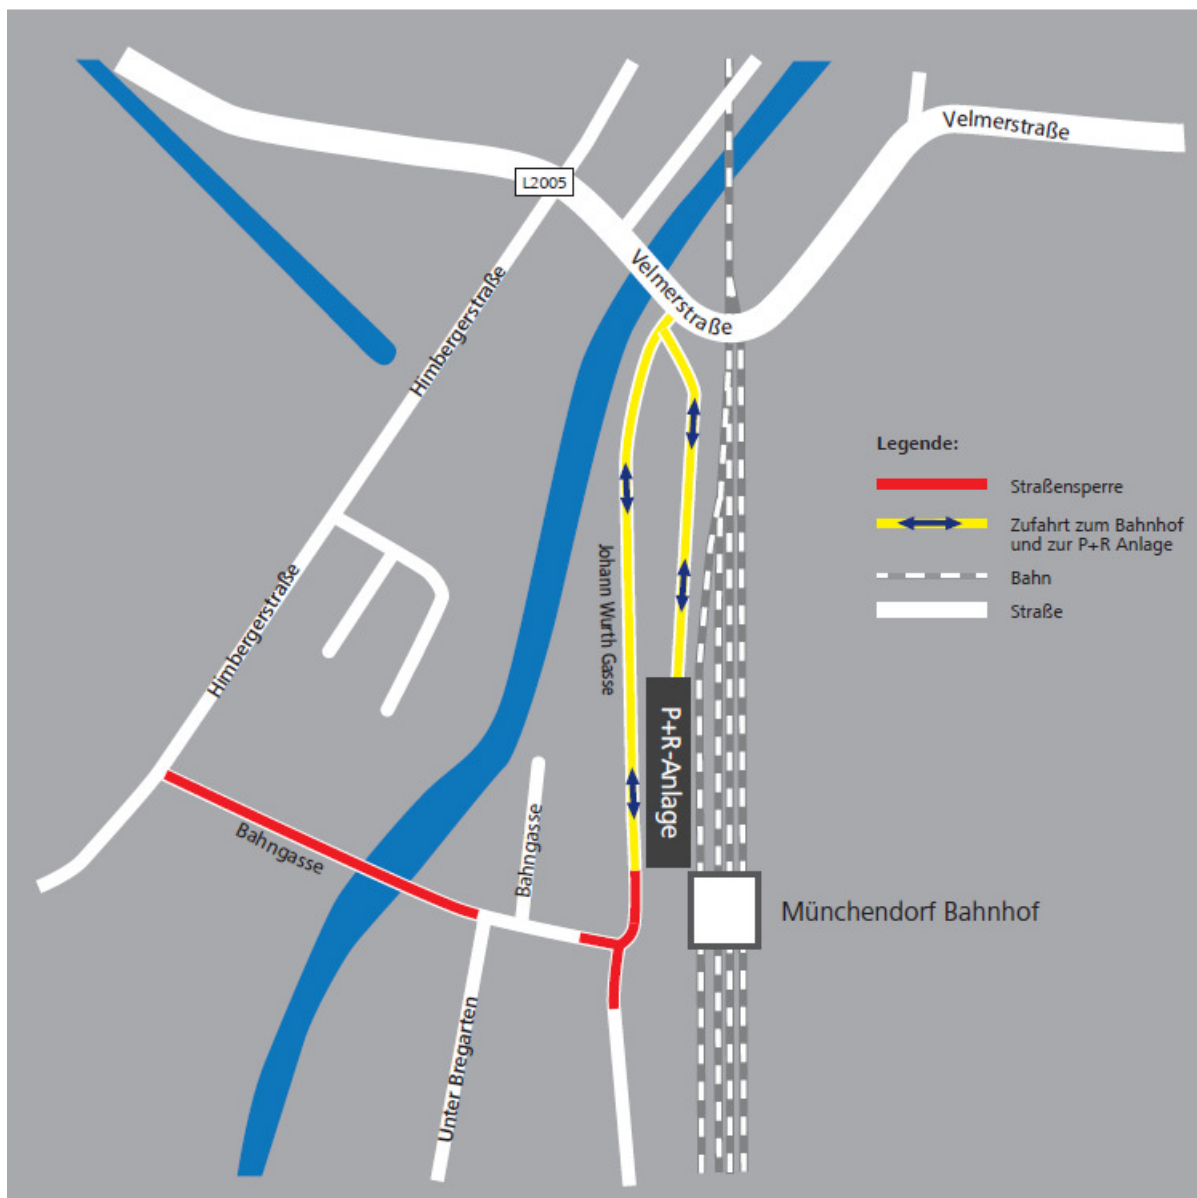 Velmerstraße
L2005
Velmerstraße
Himbergerstraße
Legende:
Straßensperre
Zufahrt zum Bahnhof
und zur P+R Anlage
Bahn
Straße
Johann Wurth Gasse
Himbergerstraße
P+R-Anlage
Bahngasse
Bahngasse
Münchendorf Bahnhof
Unter Bregarten